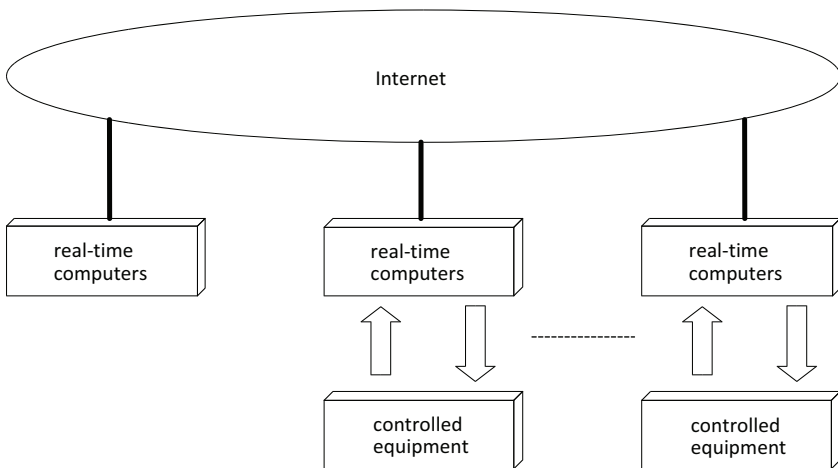 Internet
real-time
computers
real-time
computers
real-time
computers
controlled
equipment
controlled
equipment